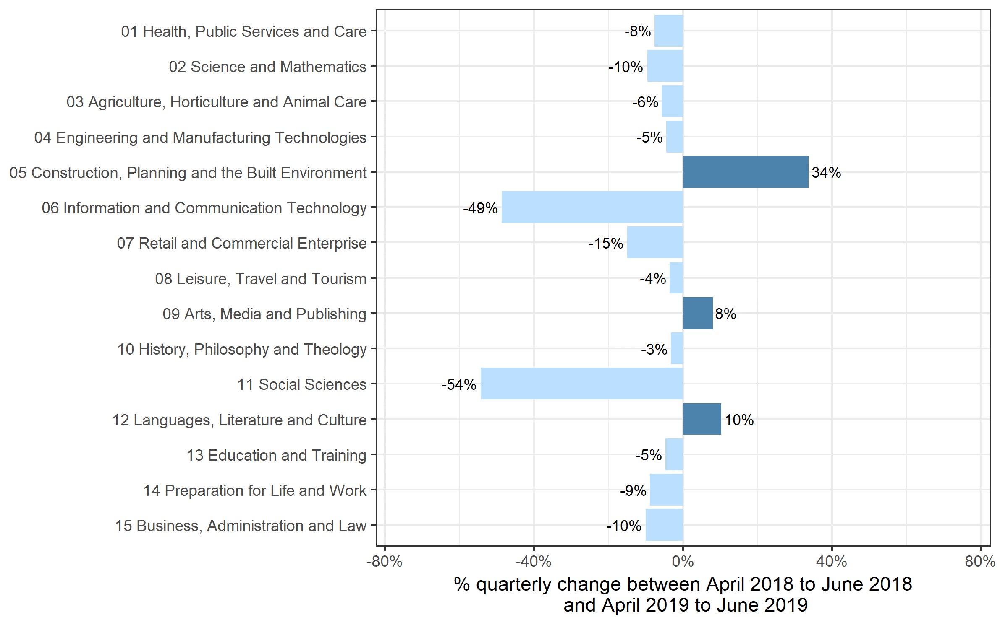 01 Health, Public Services and Care
-8%
02 Science and Mathematics
-10%
03 Agriculture, Horticulture and Animal Care
-6%
04 Engineering and Manufacturing Technologies
-5%
05 Construction, Planning and the Built Environment
34%
06 Information and Communication Technology
-49%
07 Retail and Commercial Enterprise
-15%
08 Leisure, Travel and Tourism
-4%
09 Arts, Media and Publishing
8%
10 History, Philosophy and Theology
-3%
11 Social Sciences
-54%
12 Languages, Literature and Culture
10%
13 Education and Training
-5%
14 Preparation for Life and Work
-9%
15 Business, Administration and Law
-10%
-80%
-40%
0%
40%
80%
% quarterly change between April 2018 to June 2018
and April 2019 to June 2019